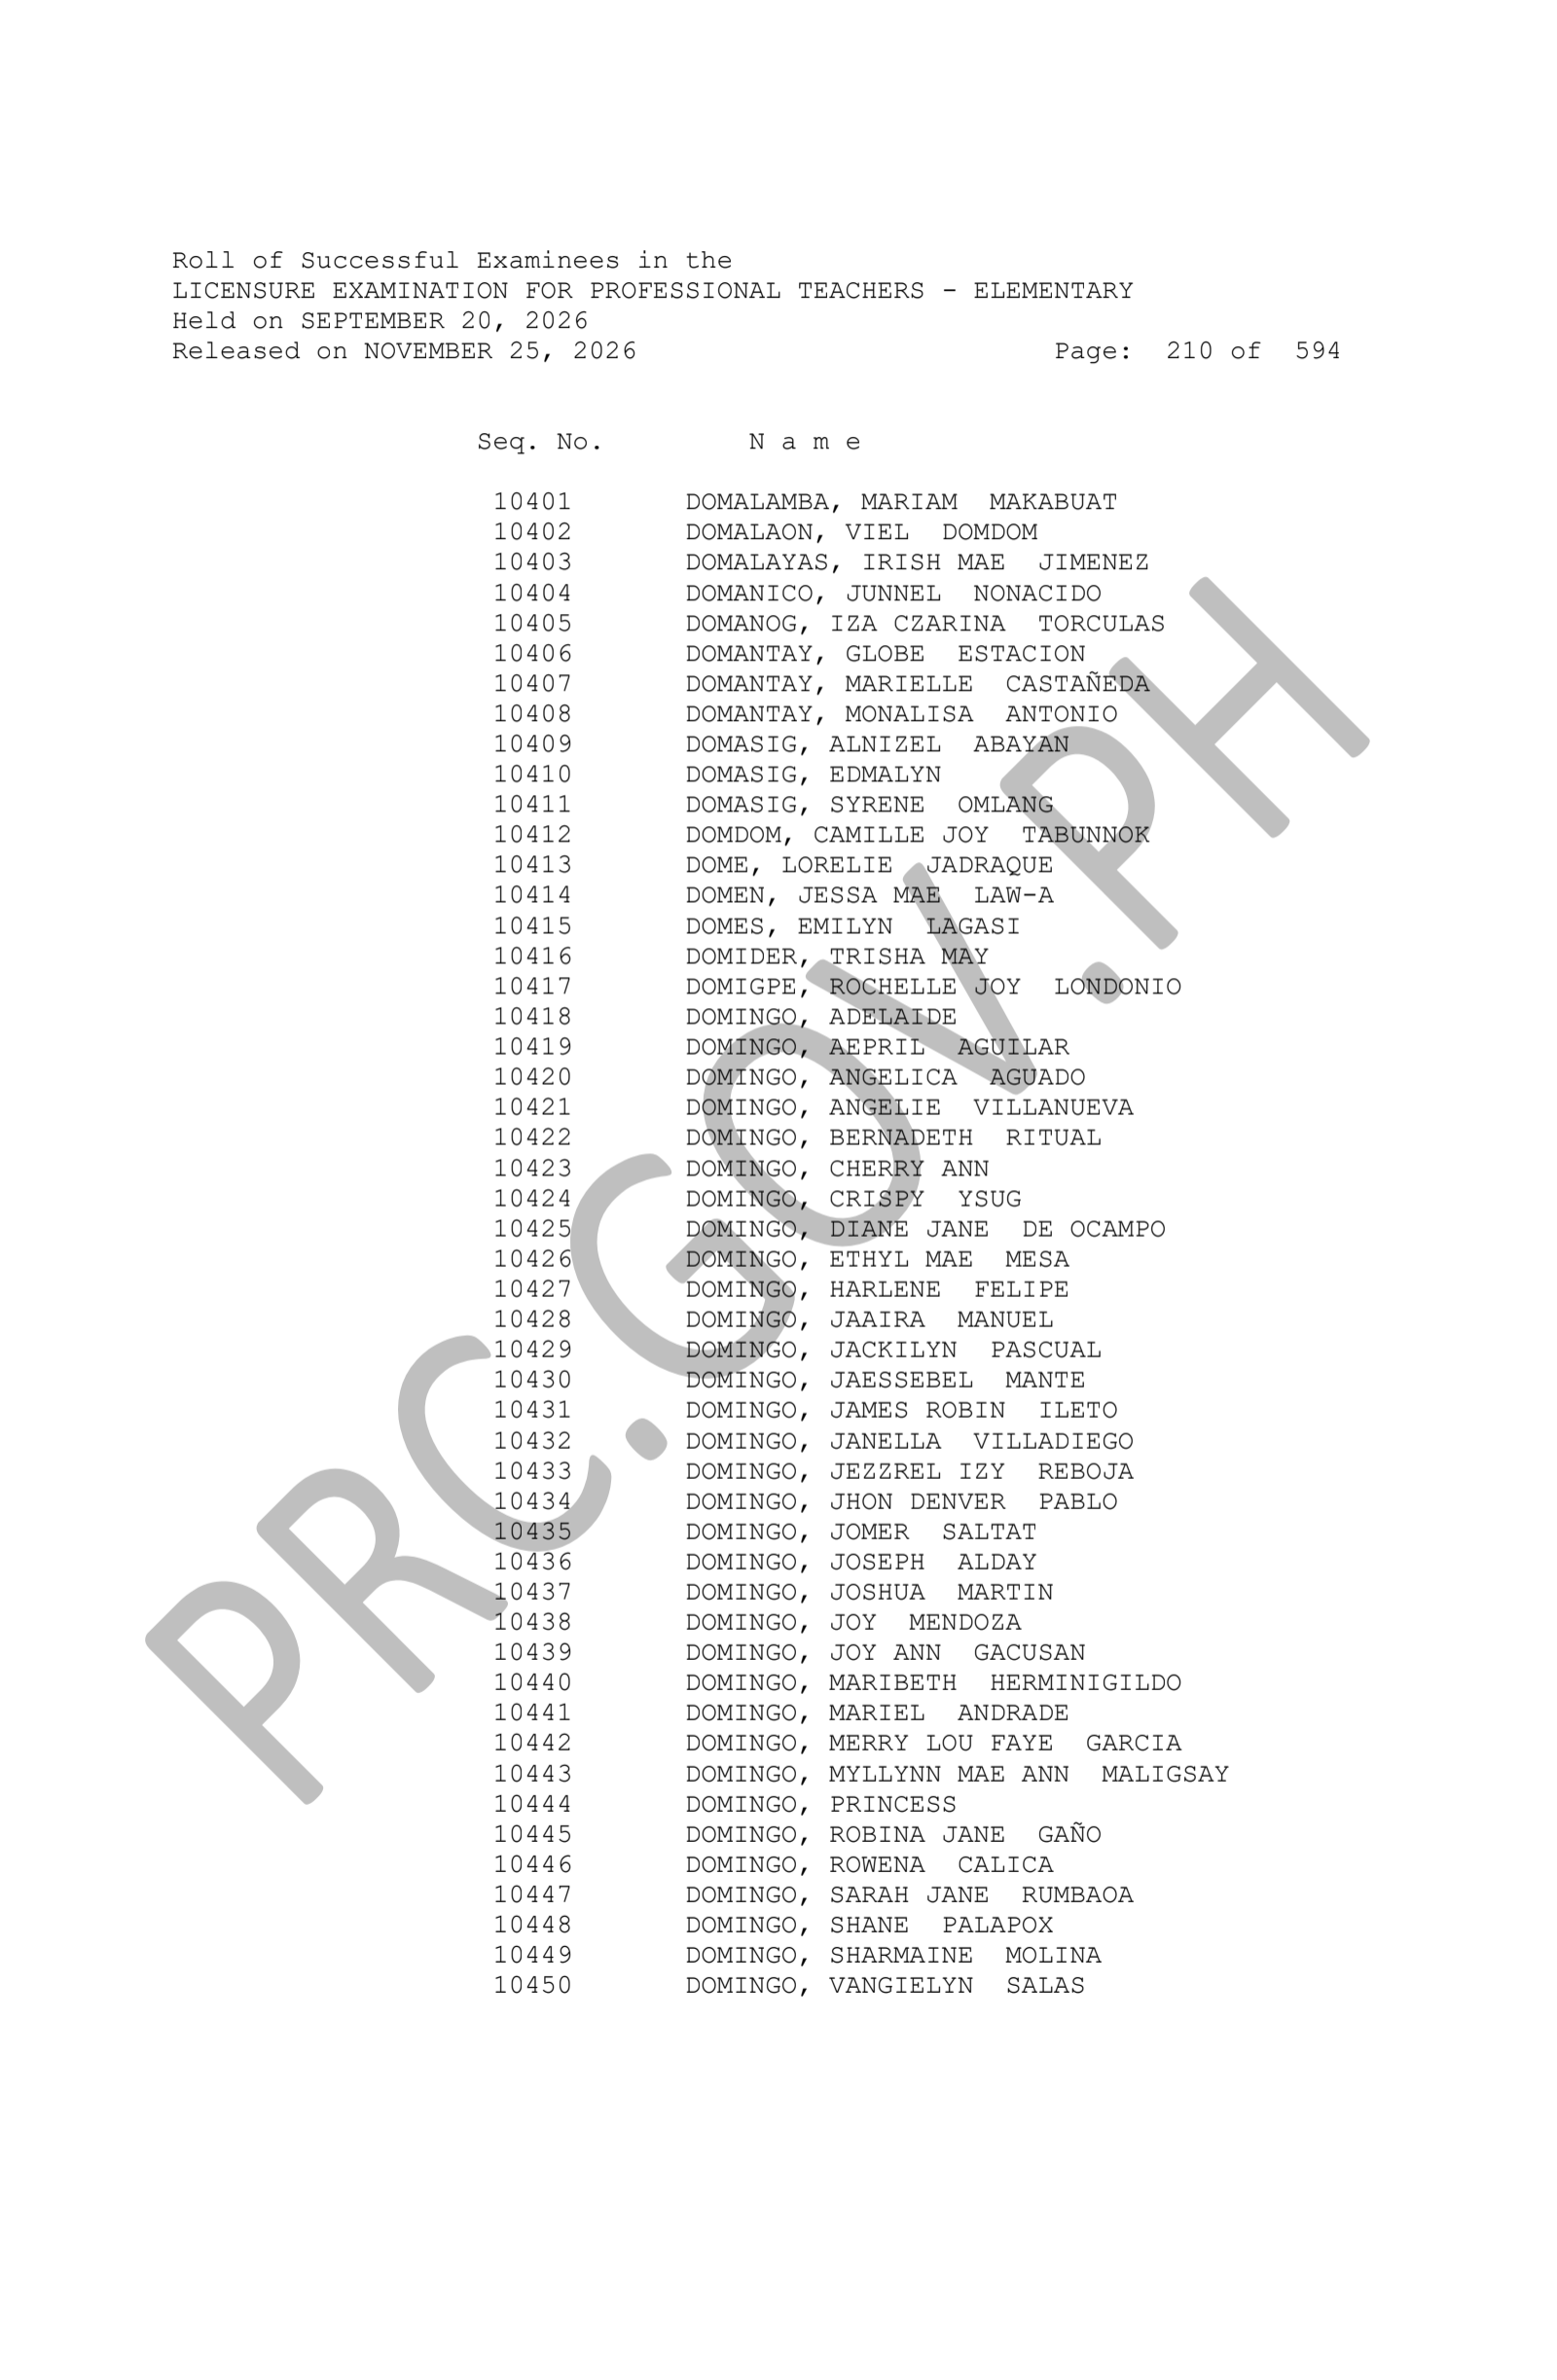 Roll of Successful Examinees in the
LICENSURE EXAMINATION FOR PROFESSIONAL TEACHERS - ELEMENTARY
Held on SEPTEMBER 20, 2026
Released on NOVEMBER 25, 2026 Page: 210 of 594
Seq. No. N a m e
10401 DOMALAMBA, MARIAM MAKABUAT
10402 DOMALAON, VIEL DOMDOM
10403 DOMALAYAS, IRISH MAE JIMENEZ
10404 DOMANICO, JUNNEL NONACIDO
10405 DOMANOG, IZA CZARINA TORCULAS
10406 DOMANTAY, GLOBE ESTACION
10407 DOMANTAY, MARIELLE CASTAÑEDA
10408 DOMANTAY, MONALISA ANTONIO
10409 DOMASIG, ALNIZEL ABAYAN
10410 DOMASIG, EDMALYN
10411 DOMASIG, SYRENE OMLANG
10412 DOMDOM, CAMILLE JOY TABUNNOK
10413 DOME, LORELIE JADRAQUE
10414 DOMEN, JESSA MAE LAW-A
10415 DOMES, EMILYN LAGASI
10416 DOMIDER, TRISHA MAY
10417 DOMIGPE, ROCHELLE JOY LONDONIO
10418 DOMINGO, ADELAIDE
10419 DOMINGO, AEPRIL AGUILAR
10420 DOMINGO, ANGELICA AGUADO
10421 DOMINGO, ANGELIE VILLANUEVA
10422 DOMINGO, BERNADETH RITUAL
10423 DOMINGO, CHERRY ANN
10424 DOMINGO, CRISPY YSUG
10425 DOMINGO, DIANE JANE DE OCAMPO
10426 DOMINGO, ETHYL MAE MESA
10427 DOMINGO, HARLENE FELIPE
10428 DOMINGO, JAAIRA MANUEL
10429 DOMINGO, JACKILYN PASCUAL
10430 DOMINGO, JAESSEBEL MANTE
10431 DOMINGO, JAMES ROBIN ILETO
10432 DOMINGO, JANELLA VILLADIEGO
10433 DOMINGO, JEZZREL IZY REBOJA
10434 DOMINGO, JHON DENVER PABLO
10435 DOMINGO, JOMER SALTAT
10436 DOMINGO, JOSEPH ALDAY
10437 DOMINGO, JOSHUA MARTIN
10438 DOMINGO, JOY MENDOZA
10439 DOMINGO, JOY ANN GACUSAN
10440 DOMINGO, MARIBETH HERMINIGILDO
10441 DOMINGO, MARIEL ANDRADE
10442 DOMINGO, MERRY LOU FAYE GARCIA
10443 DOMINGO, MYLLYNN MAE ANN MALIGSAY
10444 DOMINGO, PRINCESS
10445 DOMINGO, ROBINA JANE GAÑO
10446 DOMINGO, ROWENA CALICA
10447 DOMINGO, SARAH JANE RUMBAOA
10448 DOMINGO, SHANE PALAPOX
10449 DOMINGO, SHARMAINE MOLINA
10450 DOMINGO, VANGIELYN SALAS
PRC.GOV.PH